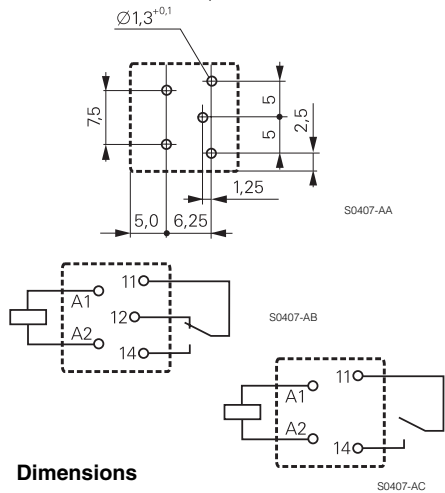 Ø1,3+0,1
7,5
5
5
2,5
1,25
5,0 6,25
S0407-AA
A1
A2
11
12
14
S0407-AB
A1
A2
11
14
S0407-AC
Dimensions